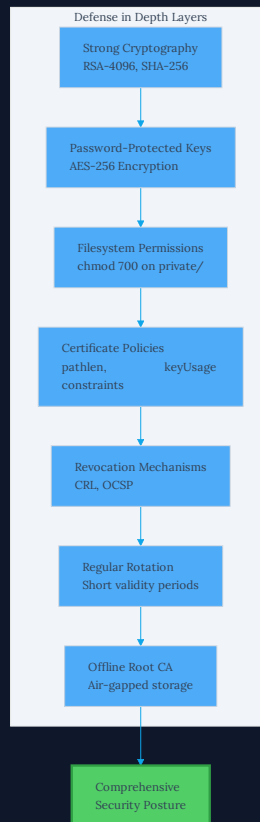 Defense in Depth Layers
Strong Cryptography
RSA-4096, SHA-256
Password-Protected Keys
AES-256 Encryption
Filesystem Permissions
chmod 700 on private/
Certificate Policies
pathlen, keyUsage
constraints
Revocation Mechanisms
CRL, OCSP
Regular Rotation
Short validity periods
Offline Root CA
Air-gapped storage
Comprehensive
Security Posture